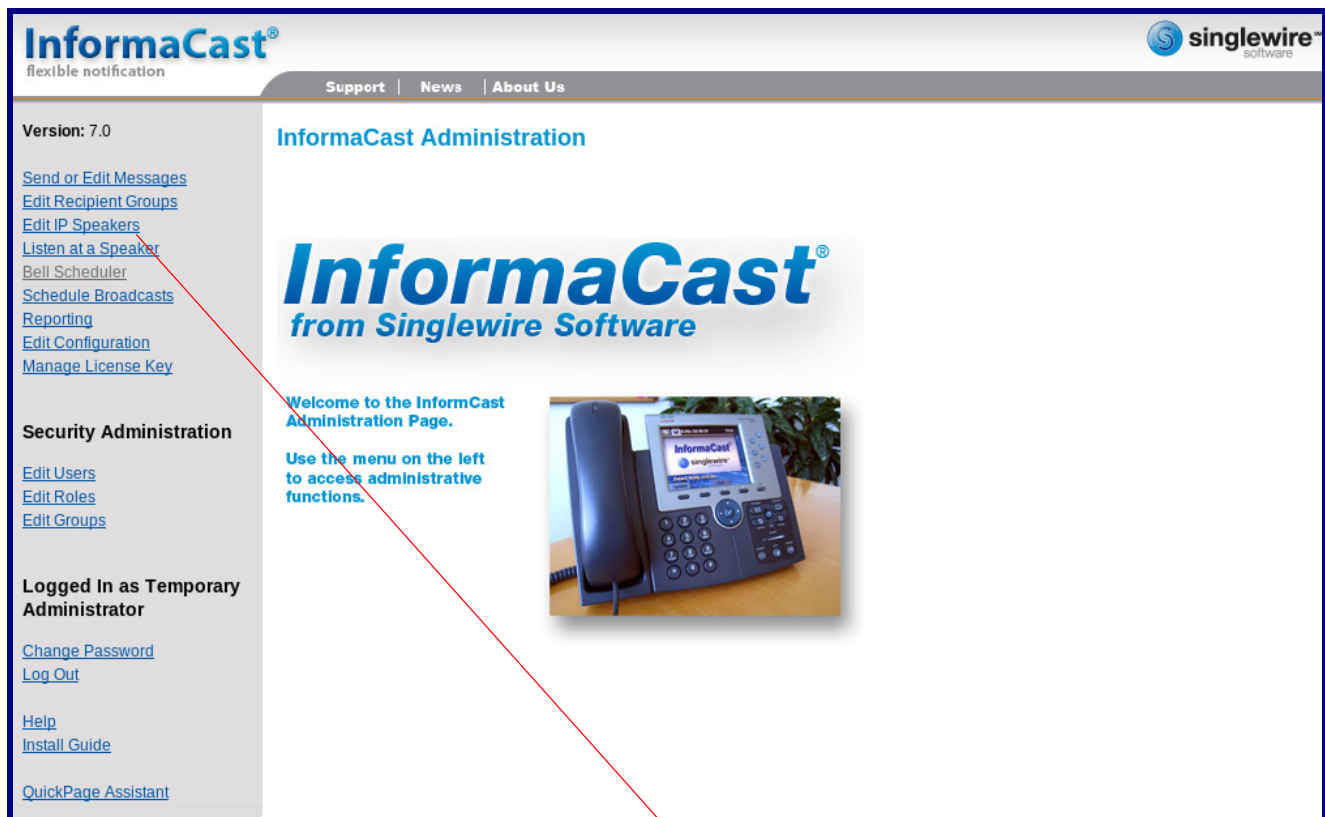 InformaCast®
flexible notification
singlewire℠
software
Support | News | About Us
Version: 7.0
Send or Edit Messages
Edit Recipient Groups
Edit IP Speakers
Listen at a Speaker
Bell Scheduler
Schedule Broadcasts
Reporting
Edit Configuration
Manage License Key
Security Administration
Edit Users
Edit Roles
Edit Groups
Logged In as Temporary
Administrator
Change Password
Log Out
Help
Install Guide
QuickPage Assistant
InformaCast Administration
InformaCast®
from Singlewire Software
Welcome to the InformCast
Administration Page.
Use the menu on the left
to access administrative
functions.
InformaCast
singlewire